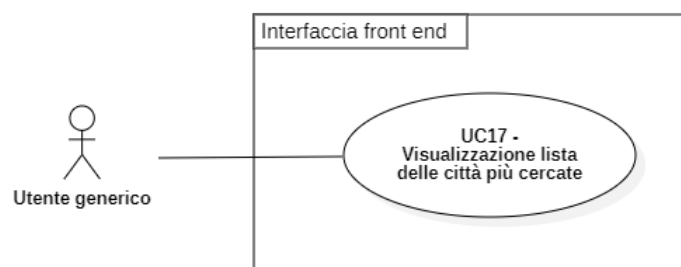 Interfaccia front end
UC17 -
Visualizzazione lista
delle città più cercate
Utente generico